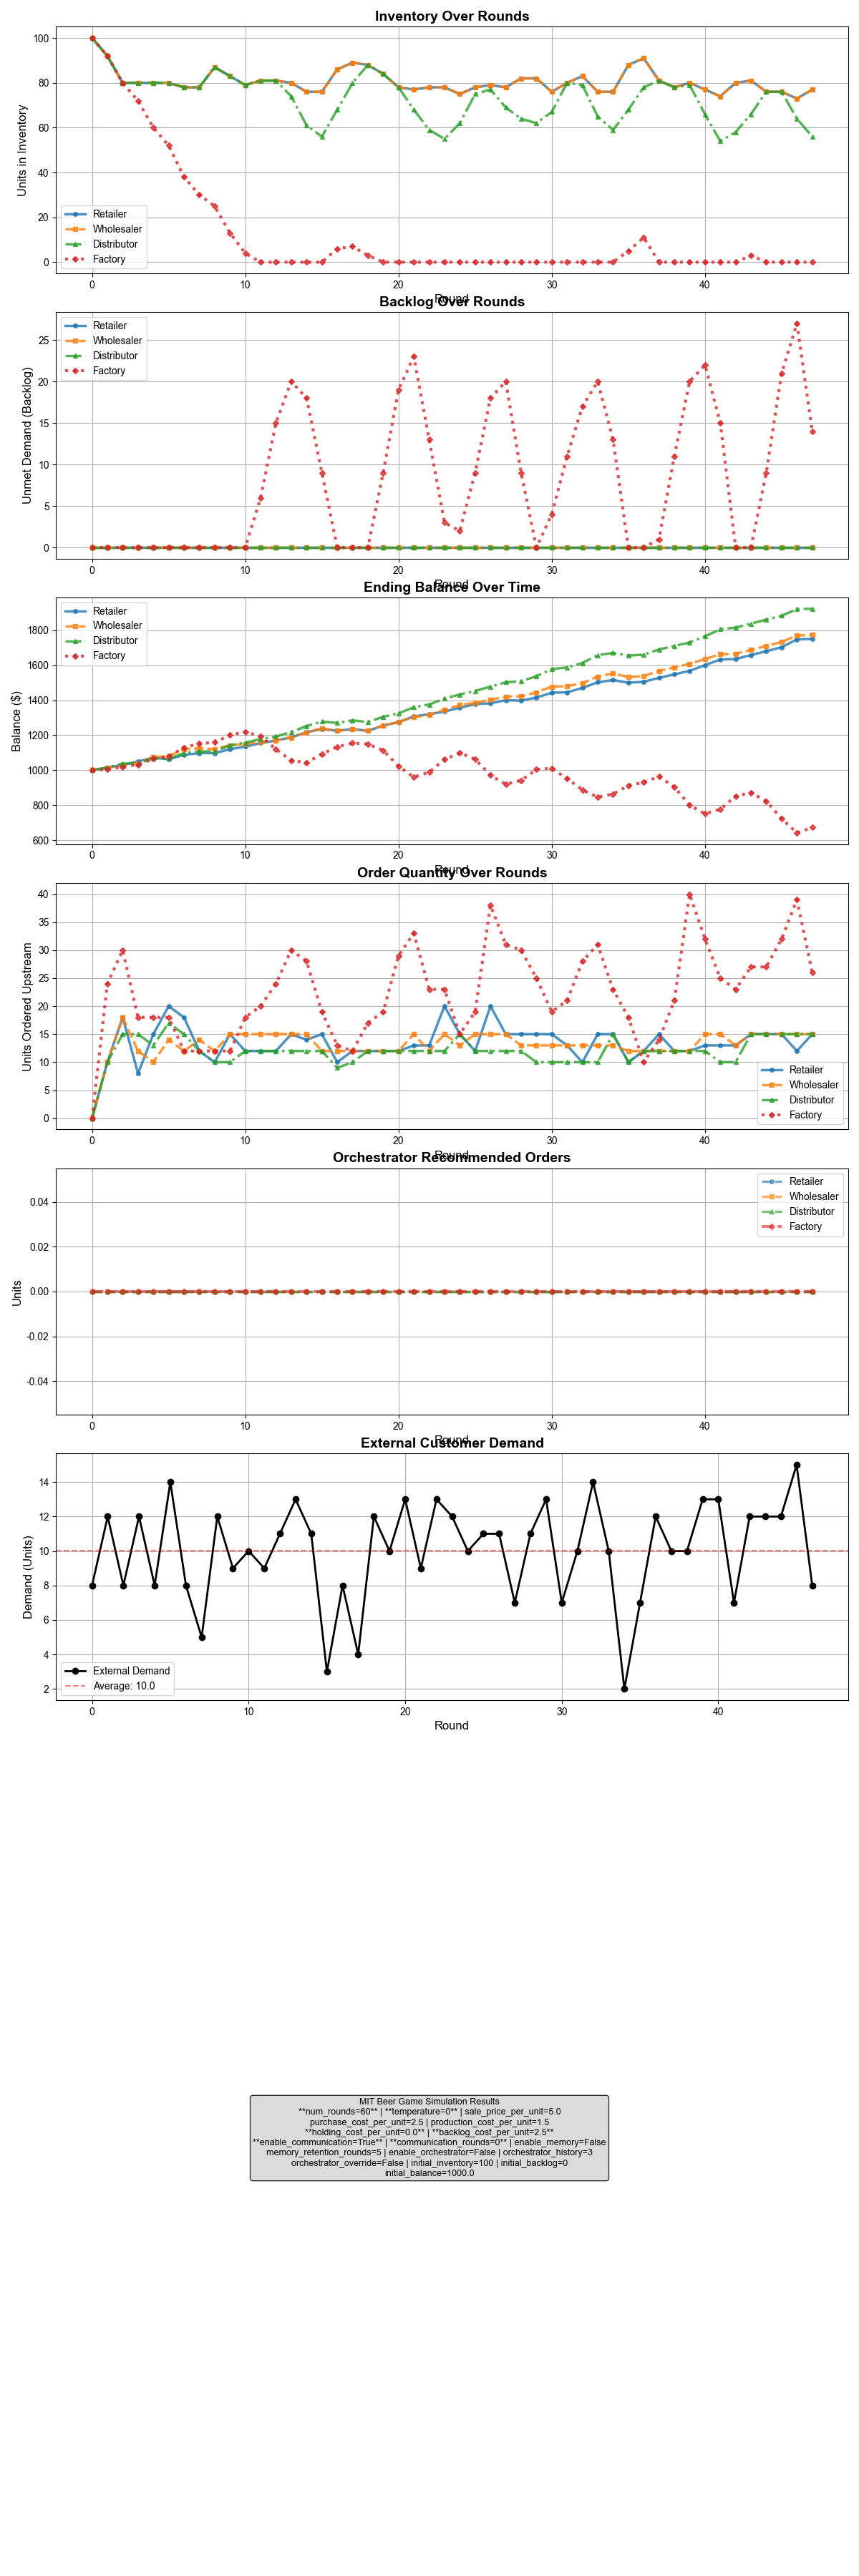 Inventory Over Rounds
Units in Inventory
100
80
60
40
20
0
Retailer
Wholesaler
Distributor
Factory
0 10 20 30 40
Round
Backlog Over Rounds
Unmet Demand (Backlog)
25
20
15
10
5
0
Retailer
Wholesaler
Distributor
Factory
0 10 20 30 40
Round
Ending Balance Over Time
Balance ($)
1800
1600
1400
1200
1000
800
600
Retailer
Wholesaler
Distributor
Factory
0 10 20 30 40
Round
Order Quantity Over Rounds
Units Ordered Upstream
40
35
30
25
20
15
10
5
0
Retailer
Wholesaler
Distributor
Factory
0 10 20 30 40
Round
Orchestrator Recommended Orders
Units
0.04
0.02
0.00
-0.02
-0.04
Retailer
Wholesaler
Distributor
Factory
0 10 20 30 40
Round
External Customer Demand
Demand (Units)
14
12
10
8
6
4
2
External Demand
Average: 10.0
0 10 20 30 40
Round
MIT Beer Game Simulation Results
**num_rounds=60** | **temperature=0** | sale_price_per_unit=5.0
purchase_cost_per_unit=2.5 | production_cost_per_unit=1.5
**holding_cost_per_unit=0.0** | **backlog_cost_per_unit=2.5**
**enable_communication=True** | **communication_rounds=0** | enable_memory=False
memory_retention_rounds=5 | enable_orchestrator=False | orchestrator_history=3
orchestrator_override=False | initial_inventory=100 | initial_backlog=0
initial_balance=1000.0